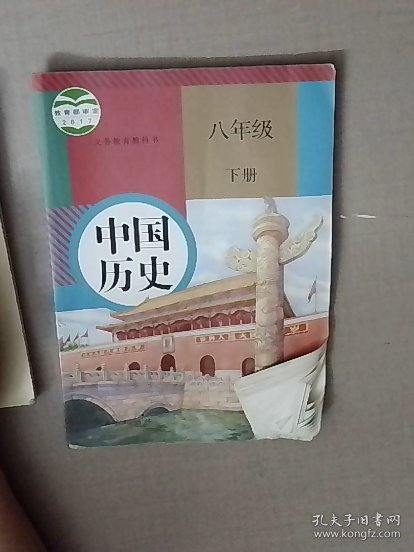 教育部审定
2017
义务教育教科书
八年级
下册
中国
历史
孔夫子旧书网
kongfz.com